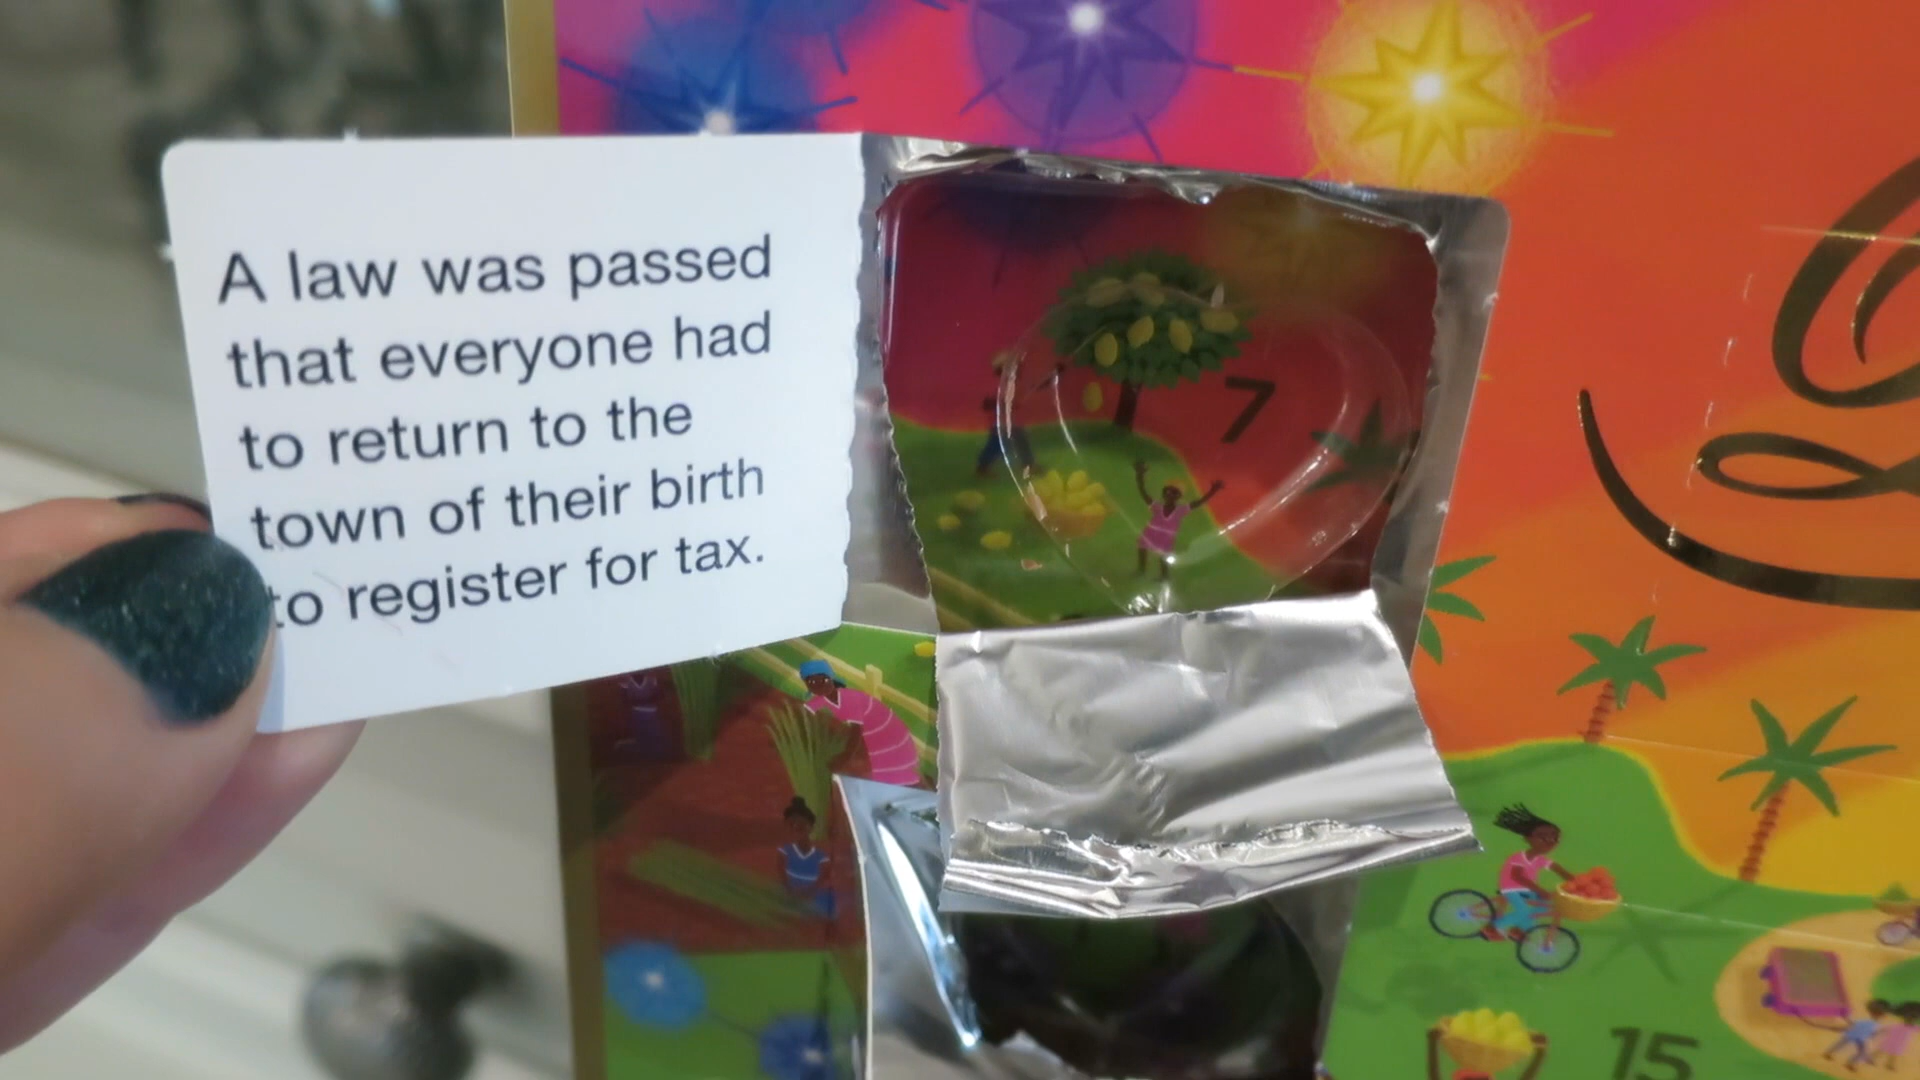 A law was passed
that everyone had
to return to the
town of their birth
to register for tax.
7
15